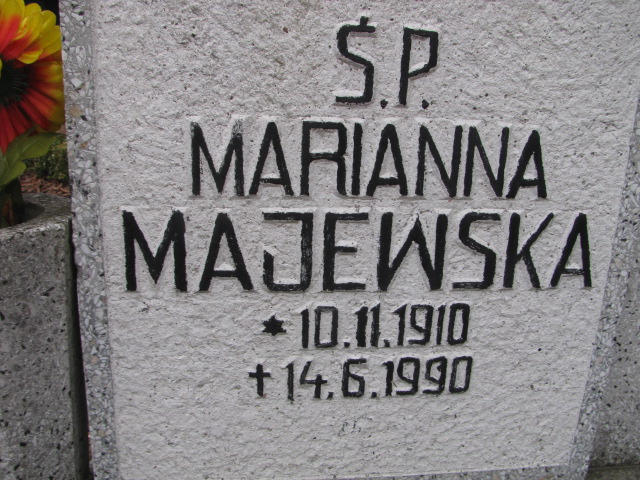 Ś.P.
MARIANNA
MAJEWSKA
* 10.11.1910
+ 14.6.1990